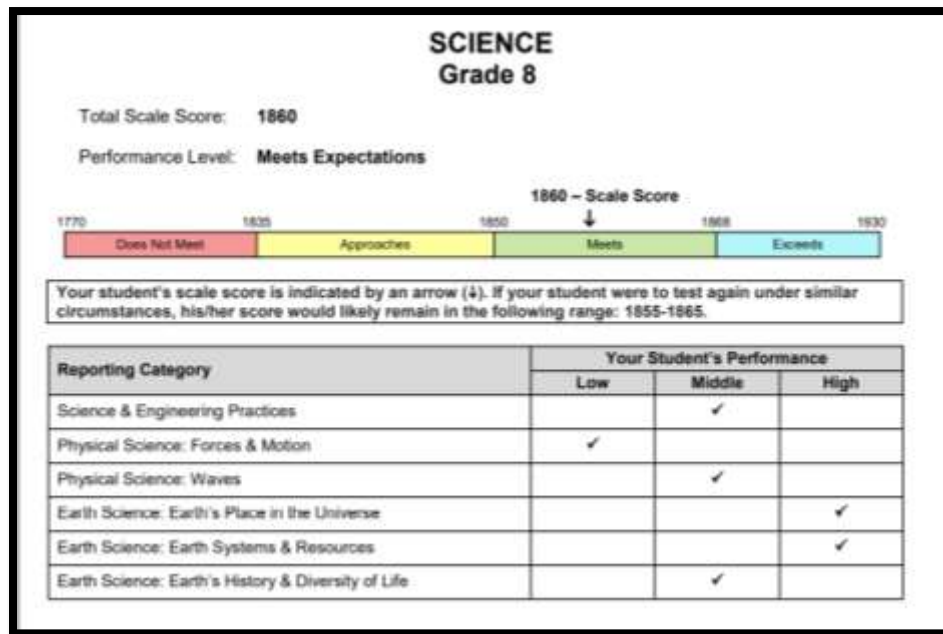 SCIENCE
Grade 8
Total Scale Score: 1860
Performance Level: Meets Expectations
1860 – Scale Score
↓
1770 1835 1850 1868 1930
Does Not Meet Approaches Meets Exceeds
Your student's scale score is indicated by an arrow (↓). If your student were to test again under similar
circumstances, his/her score would likely remain in the following range: 1855-1865.
Reporting Category Your Student's Performance
Low Middle High
Science & Engineering Practices ✓
Physical Science: Forces & Motion ✓
Physical Science: Waves ✓
Earth Science: Earth's Place in the Universe ✓
Earth Science: Earth Systems & Resources ✓
Earth Science: Earth's History & Diversity of Life ✓